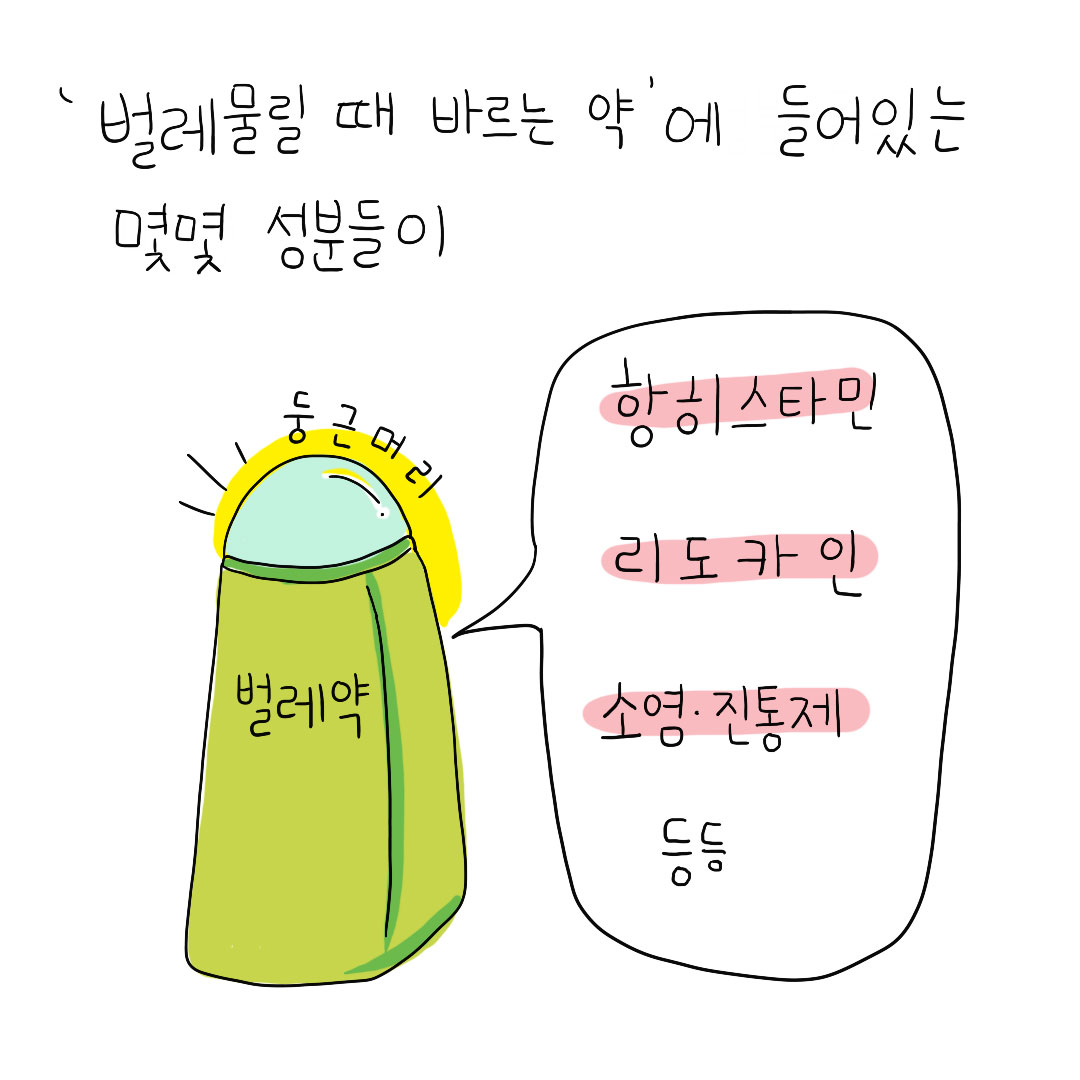 '벌레물릴 때 바르는 약'에 들어있는
몇몇 성분들이
둥근머리
벌레약
항히스타민
리도카인
소염·진통제
등등